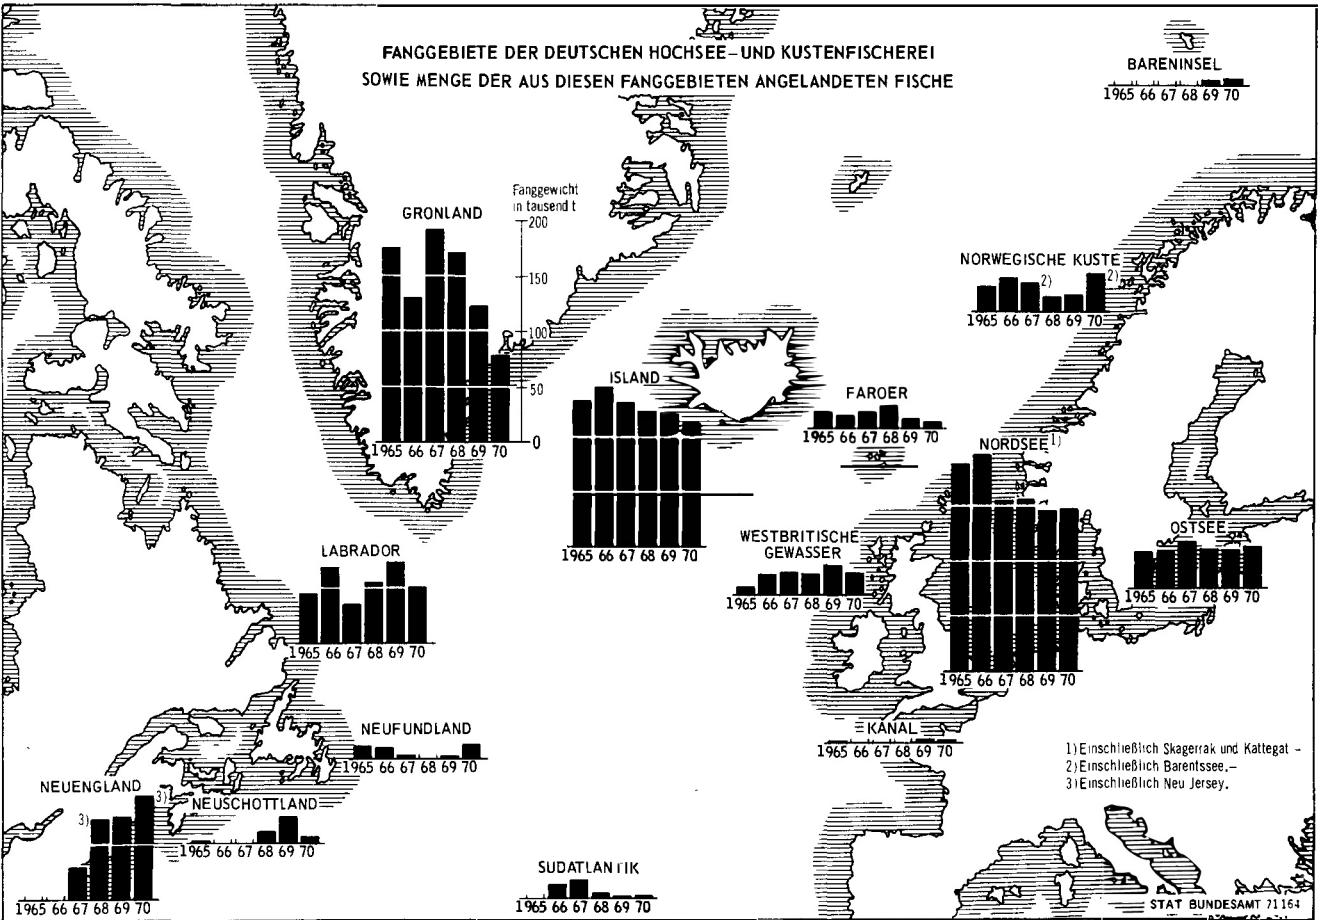 FANGGEBIETE DER DEUTSCHEN HOCHSEE– UND KUSTENFISCHEREI
SOWIE MENGE DER AUS DIESEN FANGGEBIETEN ANGELANDETEN FISCHE
BARENINSEL
1965 66 67 68 69 70
Fanggewicht
in tausend t
200
150
100
50
0
GRONLAND
1965 66 67 68 69 70
NORWEGISCHE KUSTE
2) 2)
1965 66 67 68 69 70
ISLAND
1965 66 67 68 69 70
FAROER
1965 66 67 68 69 70
NORDSEE 1)
1965 66 67 68 69 70
OSTSEE
1965 66 67 68 69 70
WESTBRITISCHE
GEWASSER
1965 66 67 68 69 70
LABRADOR
1965 66 67 68 69 70
NEUFUNDLAND
1965 66 67 68 69 70
KANAL
1965 66 67 68 69 70
NEUENGLAND
3) 3)
1965 66 67 68 69 70
NEUSCHOTTLAND
1965 66 67 68 69 70
SUDATLANTIK
1965 66 67 68 69 70
1) Einschließlich Skagerrak und Kattegat –
2) Einschließlich Barentssee.–
3) Einschließlich Neu Jersey.
STAT BUNDESAMT 71164